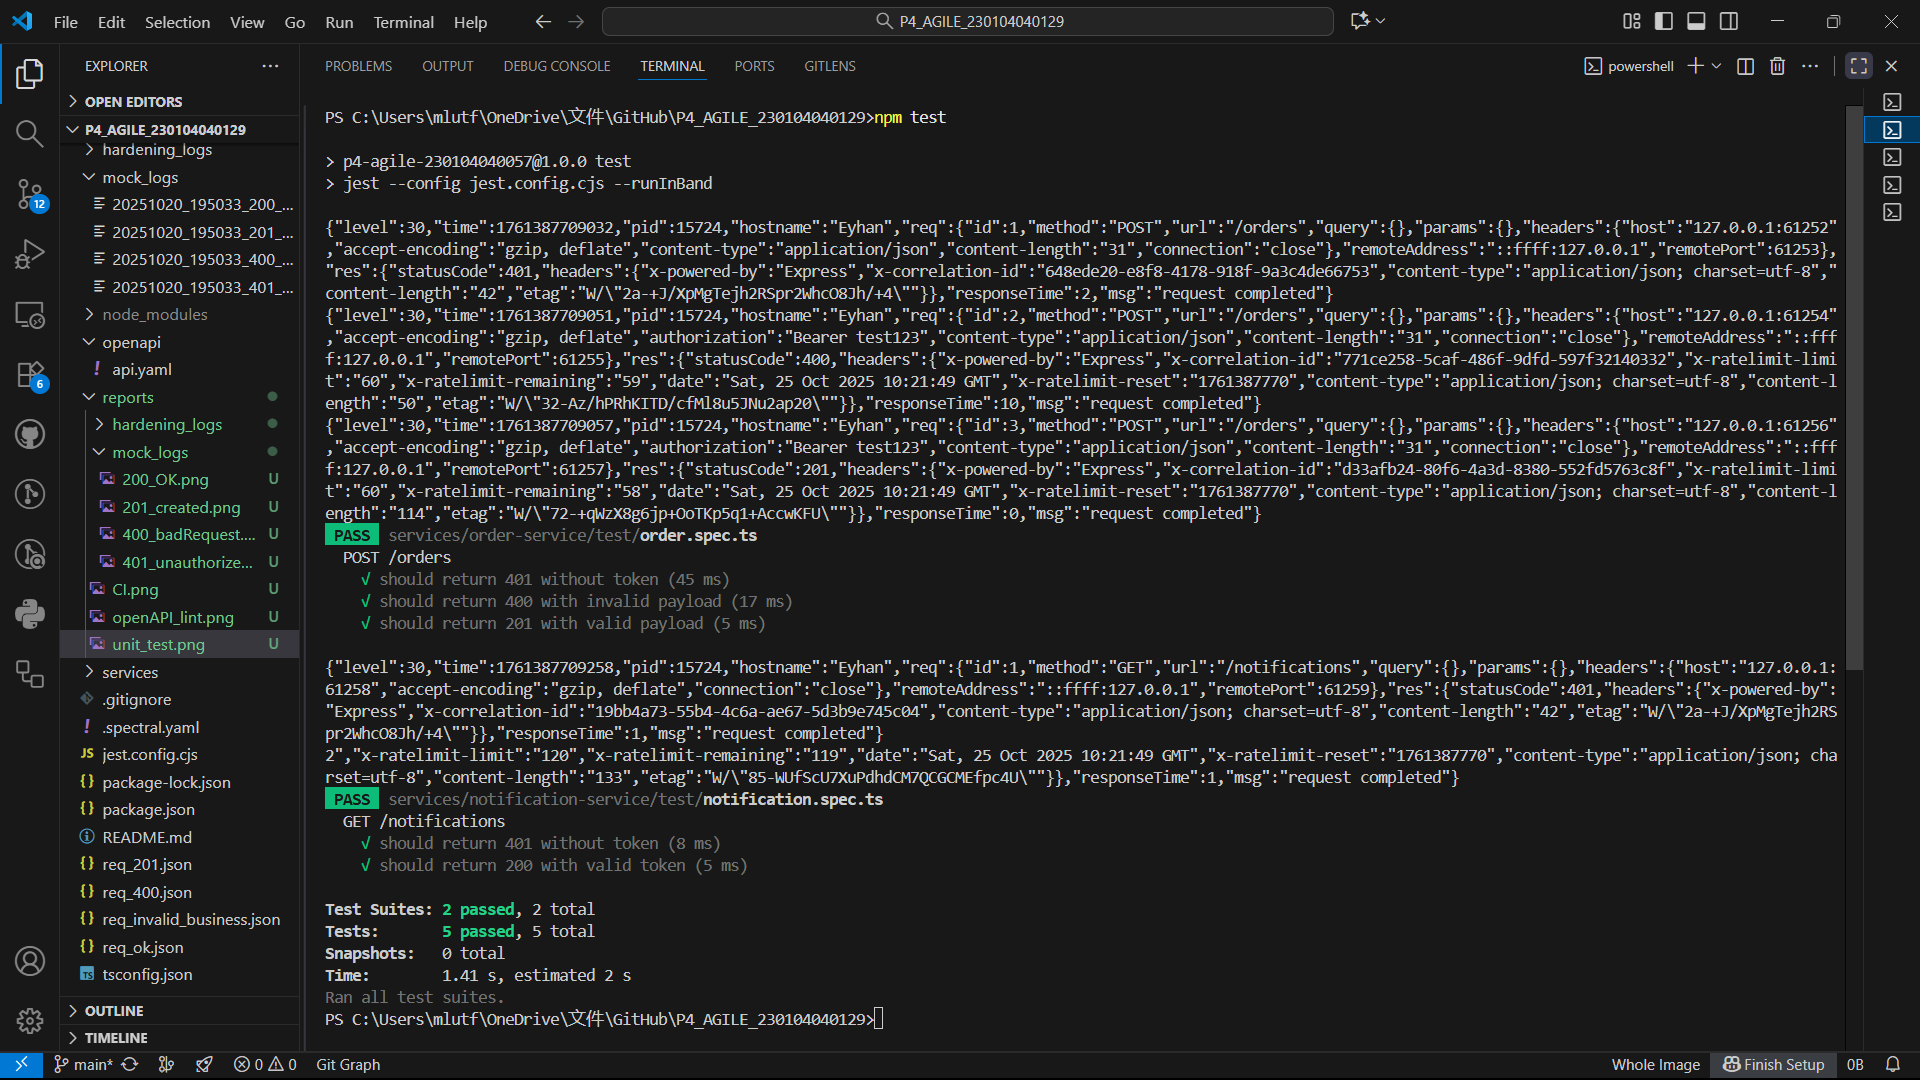 File Edit Selection View Go Run Terminal Help
P4_AGILE_230104040129
EXPLORER
OPEN EDITORS
P4_AGILE_230104040129
hardening_logs
mock_logs
20251020_195033_200_...
20251020_195033_201_...
20251020_195033_400_...
20251020_195033_401_...
node_modules
openapi
api.yaml
reports
hardening_logs
mock_logs
200_OK.png U
201_created.png U
400_badRequest.... U
401_unauthorize... U
CI.png U
openAPI_lint.png U
unit_test.png U
services
.gitignore
.spectral.yaml
jest.config.cjs
package-lock.json
package.json
README.md
req_201.json
req_400.json
req_invalid_business.json
req_ok.json
tsconfig.json
OUTLINE
TIMELINE
12
6
PROBLEMS OUTPUT DEBUG CONSOLE TERMINAL PORTS GITLENS
powershell
PS C:\Users\mlutf\OneDrive\文件\GitHub\P4_AGILE_230104040129>npm test
> p4-agile-230104040057@1.0.0 test
> jest --config jest.config.cjs --runInBand
{"level":30,"time":1761387709032,"pid":15724,"hostname":"Eyhan","req":{"id":1,"method":"POST","url":"/orders","query":{},"params":{},"headers":{"host":"127.0.0.1:61252"
,"accept-encoding":"gzip, deflate","content-type":"application/json","content-length":"31","connection":"close"},"remoteAddress":"::ffff:127.0.0.1","remotePort":61253},
"res":{"statusCode":401,"headers":{"x-powered-by":"Express","x-correlation-id":"648ede20-e8f8-4178-918f-9a3c4de66753","content-type":"application/json; charset=utf-8","
content-length":"42","etag":"W/\"2a-+J/XpMgTejh2RSpr2WhcO8Jh/+4\""}},"responseTime":2,"msg":"request completed"}
{"level":30,"time":1761387709051,"pid":15724,"hostname":"Eyhan","req":{"id":2,"method":"POST","url":"/orders","query":{},"params":{},"headers":{"host":"127.0.0.1:61254"
,"accept-encoding":"gzip, deflate","authorization":"Bearer test123","content-type":"application/json","content-length":"31","connection":"close"},"remoteAddress":"::fff
f:127.0.0.1","remotePort":61255},"res":{"statusCode":400,"headers":{"x-powered-by":"Express","x-correlation-id":"771ce258-5caf-486f-9dfd-597f32140332","x-ratelimit-limi
t":"60","x-ratelimit-remaining":"59","date":"Sat, 25 Oct 2025 10:21:49 GMT","x-ratelimit-reset":"1761387770","content-type":"application/json; charset=utf-8","content-l
ength":"50","etag":"W/\"32-Az/hPRhKITD/cfMl8u5JNu2ap20\""}},"responseTime":10,"msg":"request completed"}
{"level":30,"time":1761387709057,"pid":15724,"hostname":"Eyhan","req":{"id":3,"method":"POST","url":"/orders","query":{},"params":{},"headers":{"host":"127.0.0.1:61256"
,"accept-encoding":"gzip, deflate","authorization":"Bearer test123","content-type":"application/json","content-length":"31","connection":"close"},"remoteAddress":"::fff
f:127.0.0.1","remotePort":61257},"res":{"statusCode":201,"headers":{"x-powered-by":"Express","x-correlation-id":"d33afb24-80f6-4a3d-8380-552fd5763c8f","x-ratelimit-limi
t":"60","x-ratelimit-remaining":"58","date":"Sat, 25 Oct 2025 10:21:49 GMT","x-ratelimit-reset":"1761387770","content-type":"application/json; charset=utf-8","content-l
ength":"114","etag":"W/\"72-+qWzX8g6jp+OoTKp5q1+AccwKFU\""}},"responseTime":0,"msg":"request completed"}
PASS services/order-service/test/order.spec.ts
POST /orders
√ should return 401 without token (45 ms)
√ should return 400 with invalid payload (17 ms)
√ should return 201 with valid payload (5 ms)
{"level":30,"time":1761387709258,"pid":15724,"hostname":"Eyhan","req":{"id":1,"method":"GET","url":"/notifications","query":{},"params":{},"headers":{"host":"127.0.0.1:
61258","accept-encoding":"gzip, deflate","connection":"close"},"remoteAddress":"::ffff:127.0.0.1","remotePort":61259},"res":{"statusCode":401,"headers":{"x-powered-by":
"Express","x-correlation-id":"19bb4a73-55b4-4c6a-ae67-5d3b9e745c04","content-type":"application/json; charset=utf-8","content-length":"42","etag":"W/\"2a-+J/XpMgTejh2RS
pr2WhcO8Jh/+4\""}},"responseTime":1,"msg":"request completed"}
2","x-ratelimit-limit":"120","x-ratelimit-remaining":"119","date":"Sat, 25 Oct 2025 10:21:49 GMT","x-ratelimit-reset":"1761387770","content-type":"application/json; cha
rset=utf-8","content-length":"133","etag":"W/\"85-WUfScU7XuPdhdCM7QCGCMEfpc4U\""}},"responseTime":1,"msg":"request completed"}
PASS services/notification-service/test/notification.spec.ts
GET /notifications
√ should return 401 without token (8 ms)
√ should return 200 with valid token (5 ms)
Test Suites: 2 passed, 2 total
Tests: 5 passed, 5 total
Snapshots: 0 total
Time: 1.41 s, estimated 2 s
Ran all test suites.
PS C:\Users\mlutf\OneDrive\文件\GitHub\P4_AGILE_230104040129>
main* 0 0 Git Graph Whole Image Finish Setup 0B